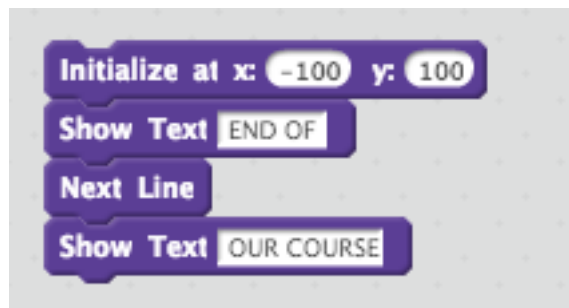 Initialize at x: -100 y: 100
Show Text END OF
Next Line
Show Text OUR COURSE